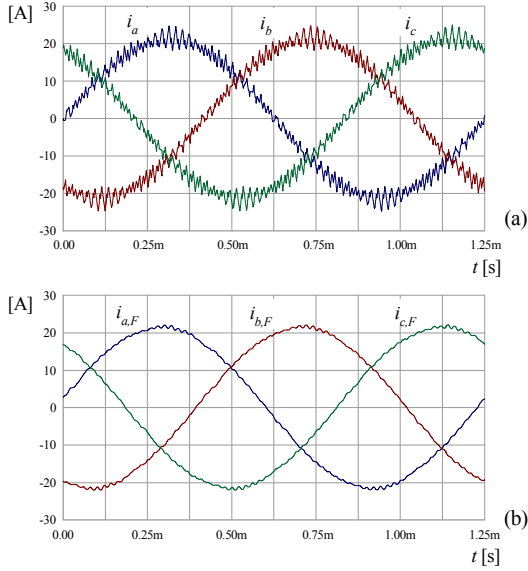 [A]
30
20
10
0
-10
-20
-30
i_a
i_b
i_c
0.00
0.25m
0.50m
0.75m
1.00m
1.25m
t [s]
(a)
[A]
30
20
10
0
-10
-20
-30
i_a,F
i_b,F
i_c,F
0.00
0.25m
0.50m
0.75m
1.00m
1.25m
t [s]
(b)